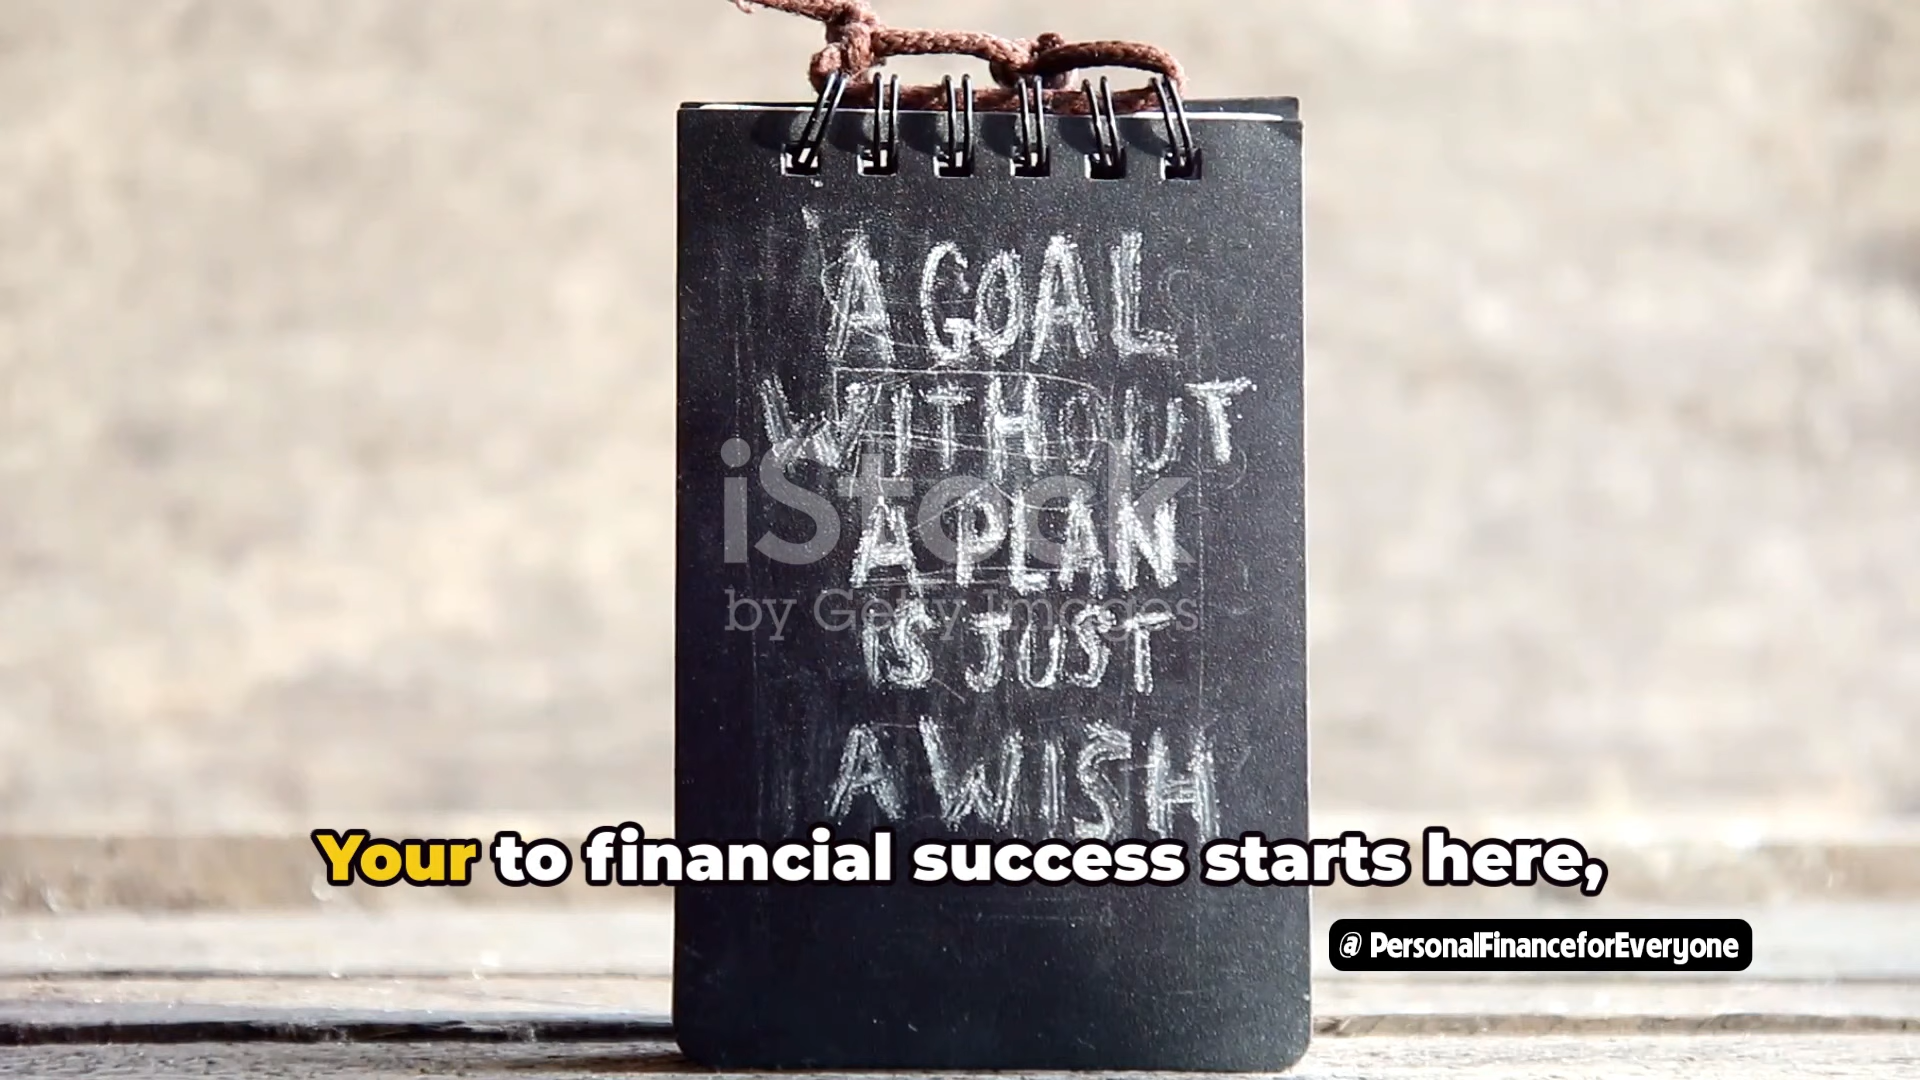 A GOAL
WITHOUT
A PLAN
IS JUST
A WISH
iStock
by Getty Images
Your to financial success starts here,
@ PersonalFinanceforEveryone